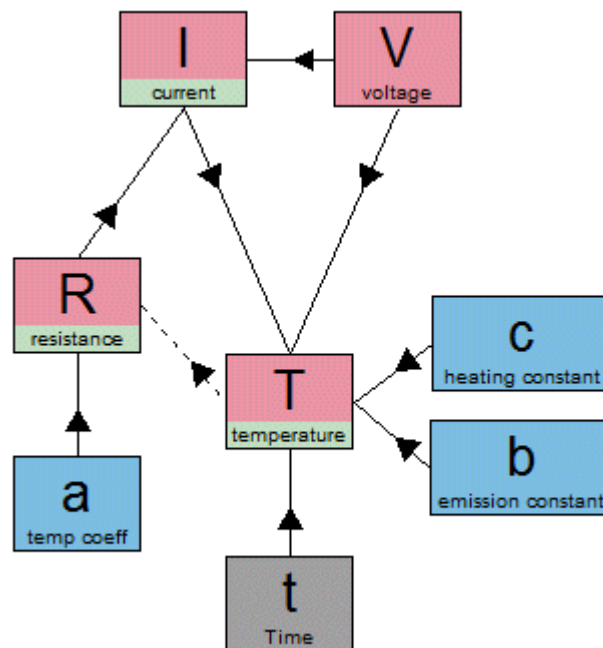 I
current
V
voltage
R
resistance
T
temperature
c
heating constant
b
emission constant
a
temp coeff
t
Time